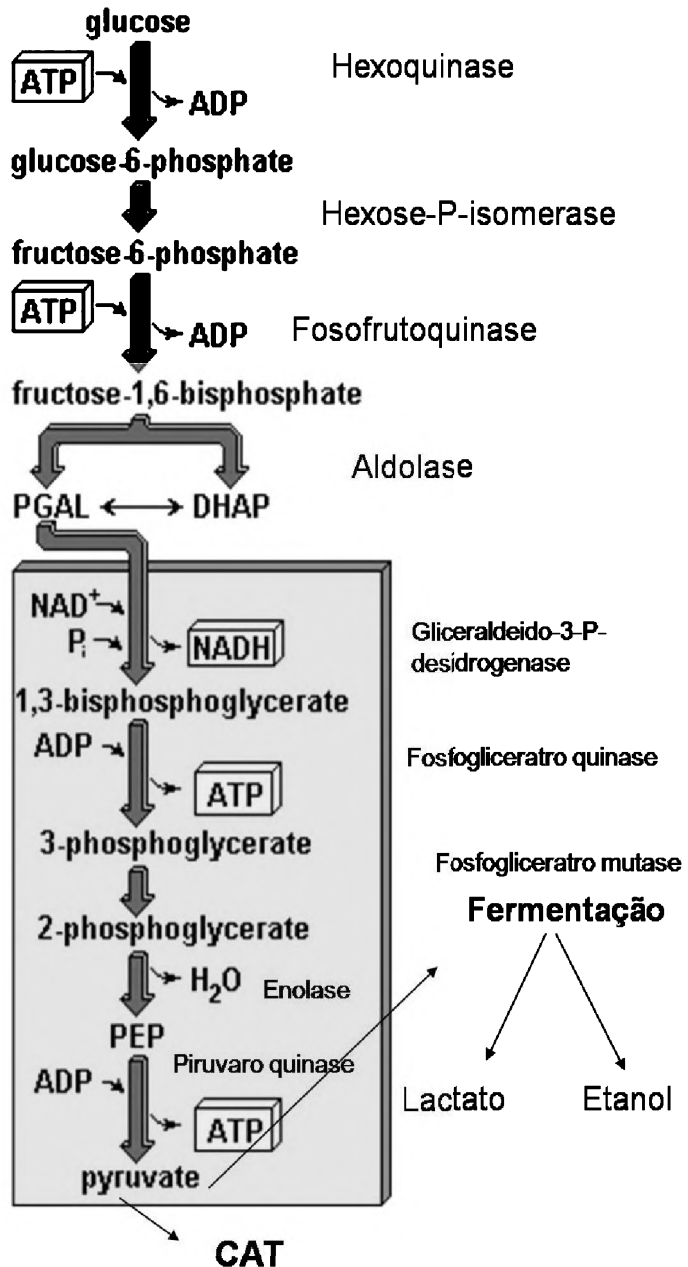 glucose
Hexoquinase
ATP
ADP
glucose-6-phosphate
Hexose-P-isomerase
fructose-6-phosphate
ATP
ADP
Fosofrutoquinase
fructose-1,6-bisphosphate
Aldolase
PGAL
DHAP
NAD⁺
Pᵢ
NADH
Gliceraldeido-3-P-
desidrogenase
1,3-bisphosphoglycerate
ADP
ATP
Fosfogliceratro quinase
3-phosphoglycerate
Fosfogliceratro mutase
Fermentação
2-phosphoglycerate
H₂O
Enolase
PEP
Piruvaro quinase
ADP
ATP
Lactato
Etanol
pyruvate
CAT